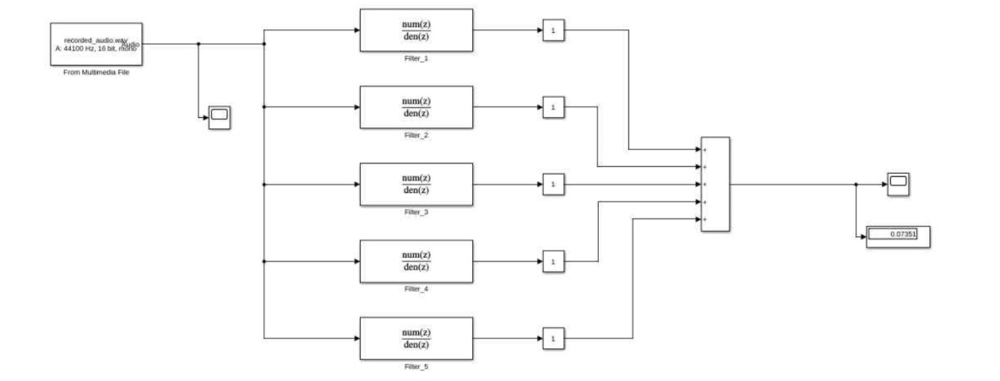 recorded_audio.wav
Audio
A: 44100 Hz, 16 bit, mono
From Multimedia File
num(z)
den(z)
Filter_1
1
num(z)
den(z)
Filter_2
1
num(z)
den(z)
Filter_3
1
num(z)
den(z)
Filter_4
1
num(z)
den(z)
Filter_5
1
+
+
+
+
+
0.07351